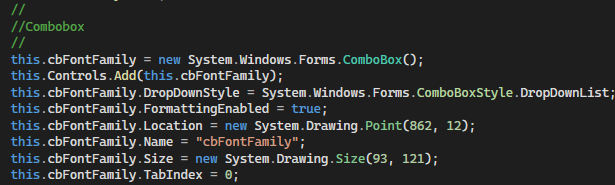 //
//Combobox
//
this.cbFontFamily = new System.Windows.Forms.ComboBox();
this.Controls.Add(this.cbFontFamily);
this.cbFontFamily.DropDownStyle = System.Windows.Forms.ComboBoxStyle.DropDownList;
this.cbFontFamily.FormattingEnabled = true;
this.cbFontFamily.Location = new System.Drawing.Point(862, 12);
this.cbFontFamily.Name = "cbFontFamily";
this.cbFontFamily.Size = new System.Drawing.Size(93, 121);
this.cbFontFamily.TabIndex = 0;